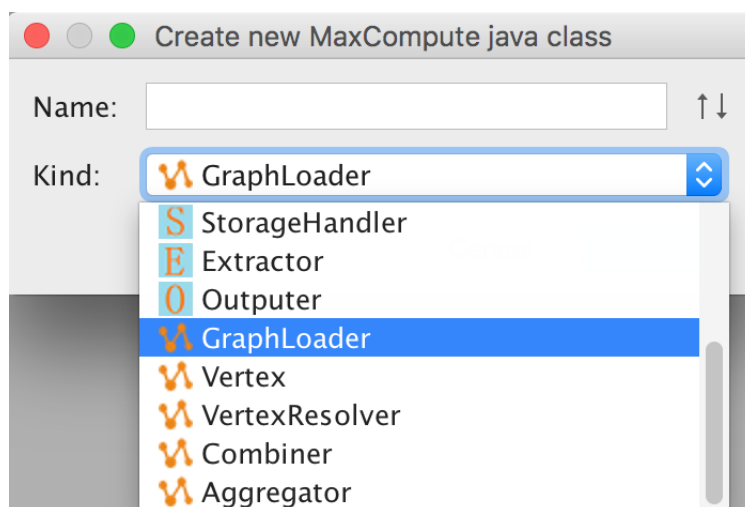 Create new MaxCompute java class
Name:
Kind: GraphLoader
S StorageHandler
E Extractor
O Outputer
GraphLoader
Vertex
VertexResolver
Combiner
Aggregator